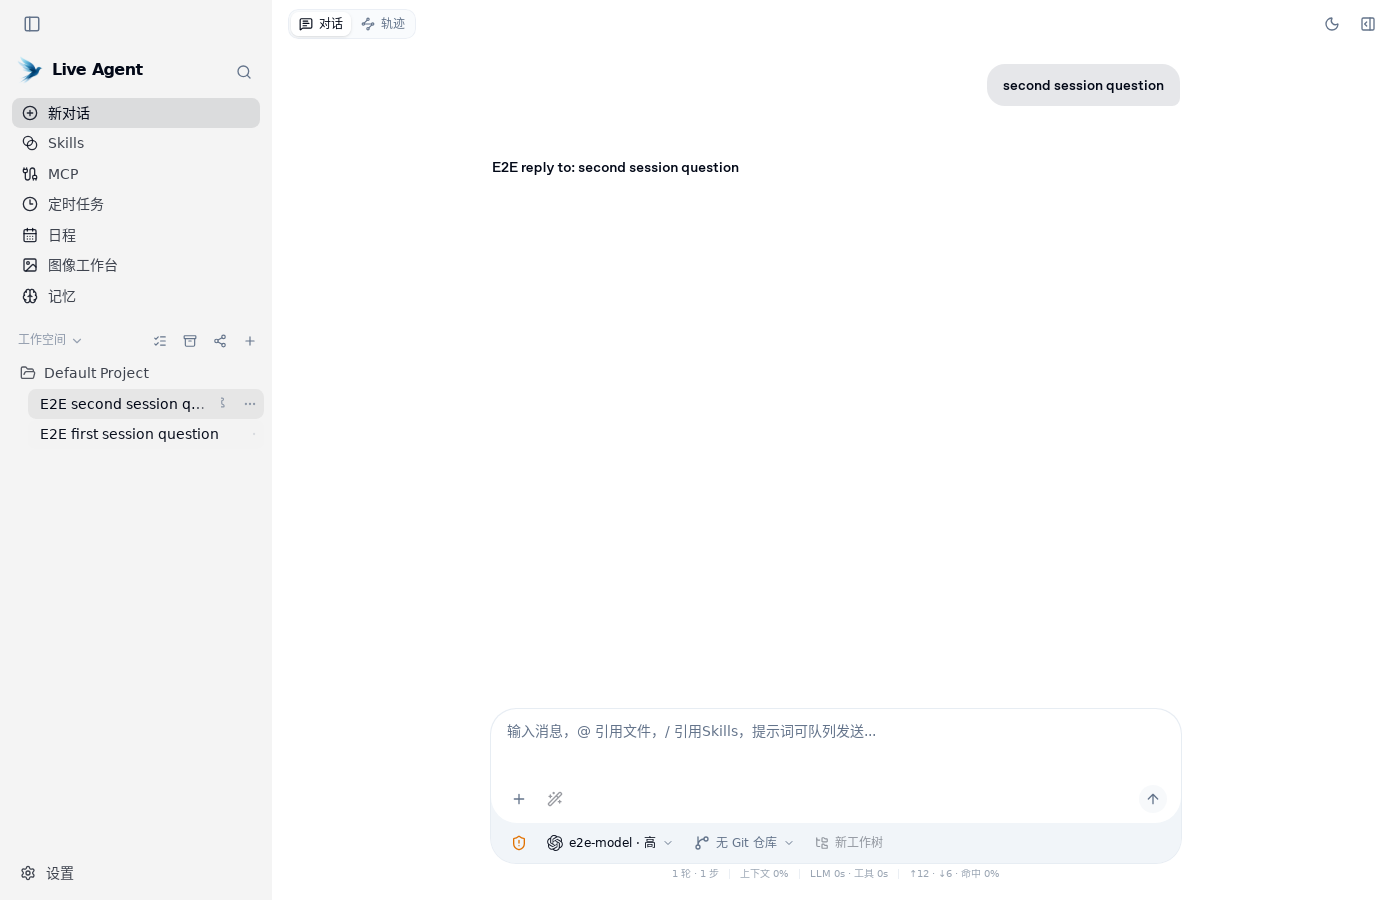 对话
轨迹
Live Agent
新对话
Skills
MCP
定时任务
日程
图像工作台
记忆
工作空间
Default Project
E2E second session q...
E2E first session question
设置
second session question
E2E reply to: second session question
输入消息，@ 引用文件，/ 引用Skills，提示词可队列发送...
e2e-model · 高
无 Git 仓库
新工作树
1 轮 · 1 步 | 上下文 0% | LLM 0s · 工具 0s | ↑12 · ↓6 · 命中 0%